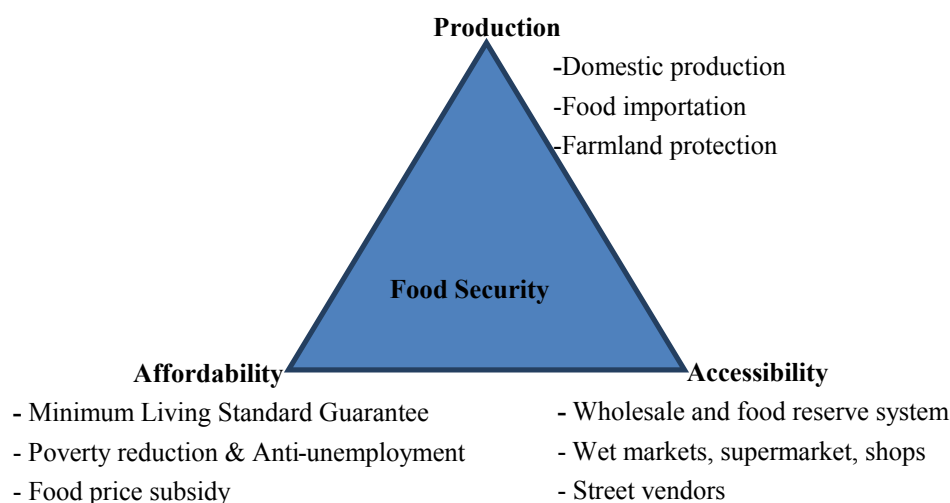 Production
-Domestic production
-Food importation
-Farmland protection
Food Security
Affordability
- Minimum Living Standard Guarantee
- Poverty reduction & Anti-unemployment
- Food price subsidy
Accessibility
- Wholesale and food reserve system
- Wet markets, supermarket, shops
- Street vendors